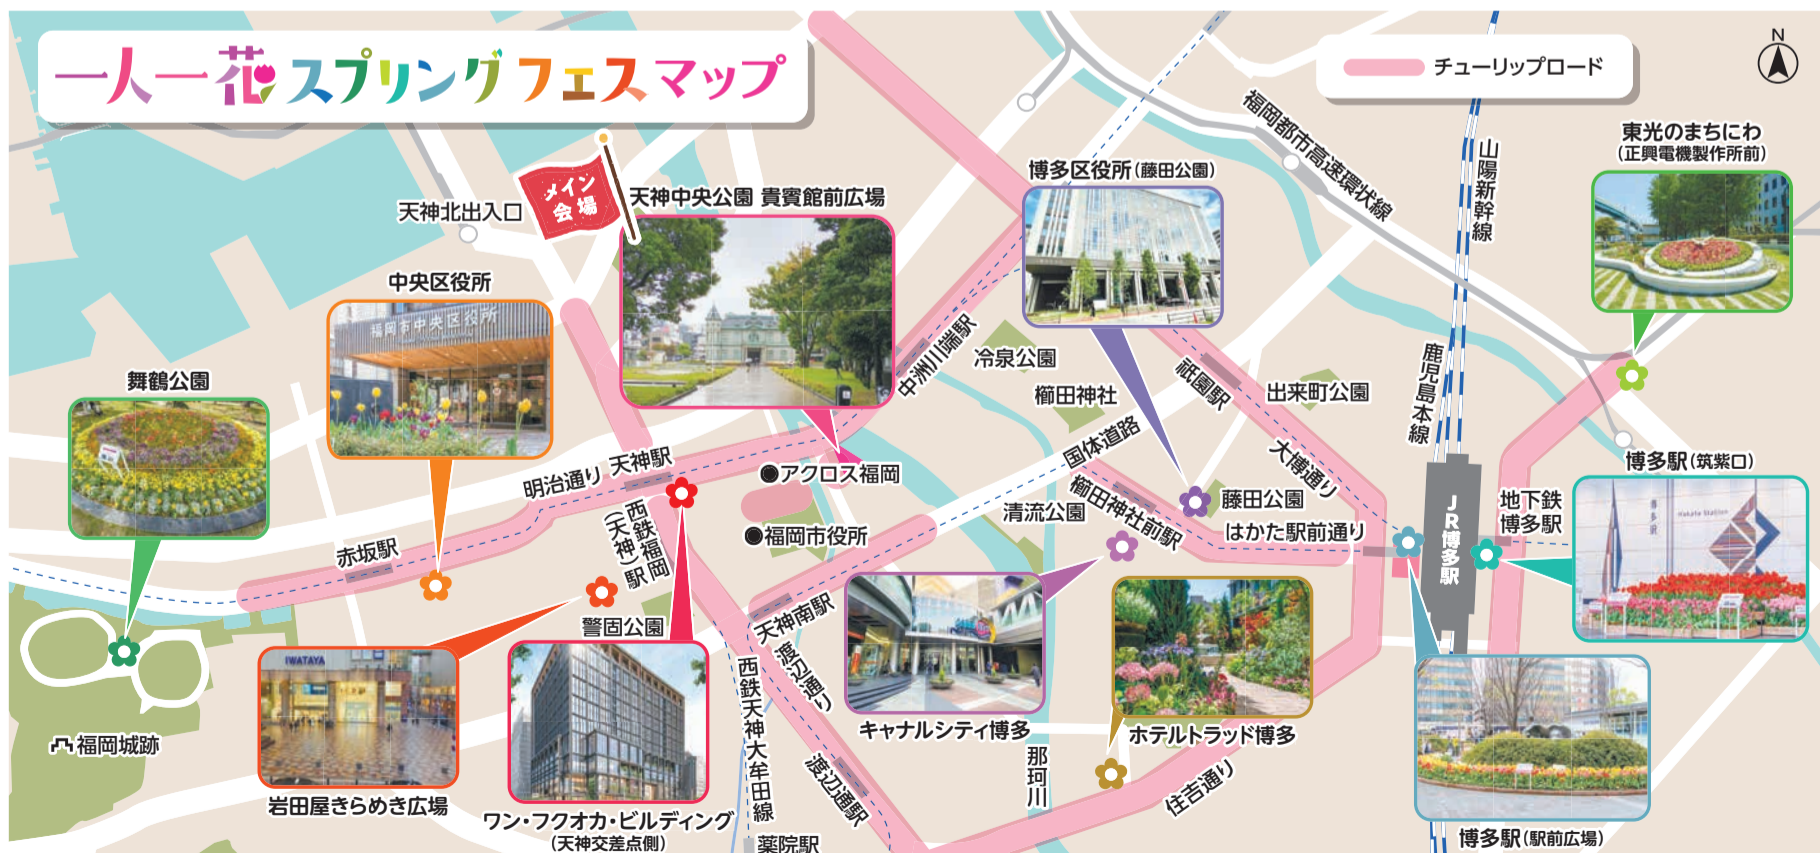 一人一花スプリングフェスマップ
チューリップロード
N
メイン
会場
天神中央公園 貴賓館前広場
天神北出入口
中央区役所
福岡市中央区役所
舞鶴公園
博多区役所(藤田公園)
福岡都市高速環状線
山陽新幹線
東光のまちにわ
(正興電機製作所前)
中洲川端駅
冷泉公園
櫛田神社
祇園駅
出来町公園
鹿児島本線
国体道路
大博通り
明治通り
天神駅
アクロス福岡
福岡市役所
西鉄福岡
(天神)駅
赤坂駅
清流公園
櫛田神社前駅
藤田公園
はかた駅前通り
JR博多駅
地下鉄
博多駅
博多駅(筑紫口)
博多駅
Hakata Station
警固公園
天神南駅
渡辺通り
西鉄天神大牟田線
渡辺通駅
薬院駅
福岡城跡
IWATAYA
岩田屋きらめき広場
ワン・フクオカ・ビルディング
(天神交差点側)
キャナルシティ博多
那珂川
ホテルトラッド博多
住吉通り
博多駅(駅前広場)